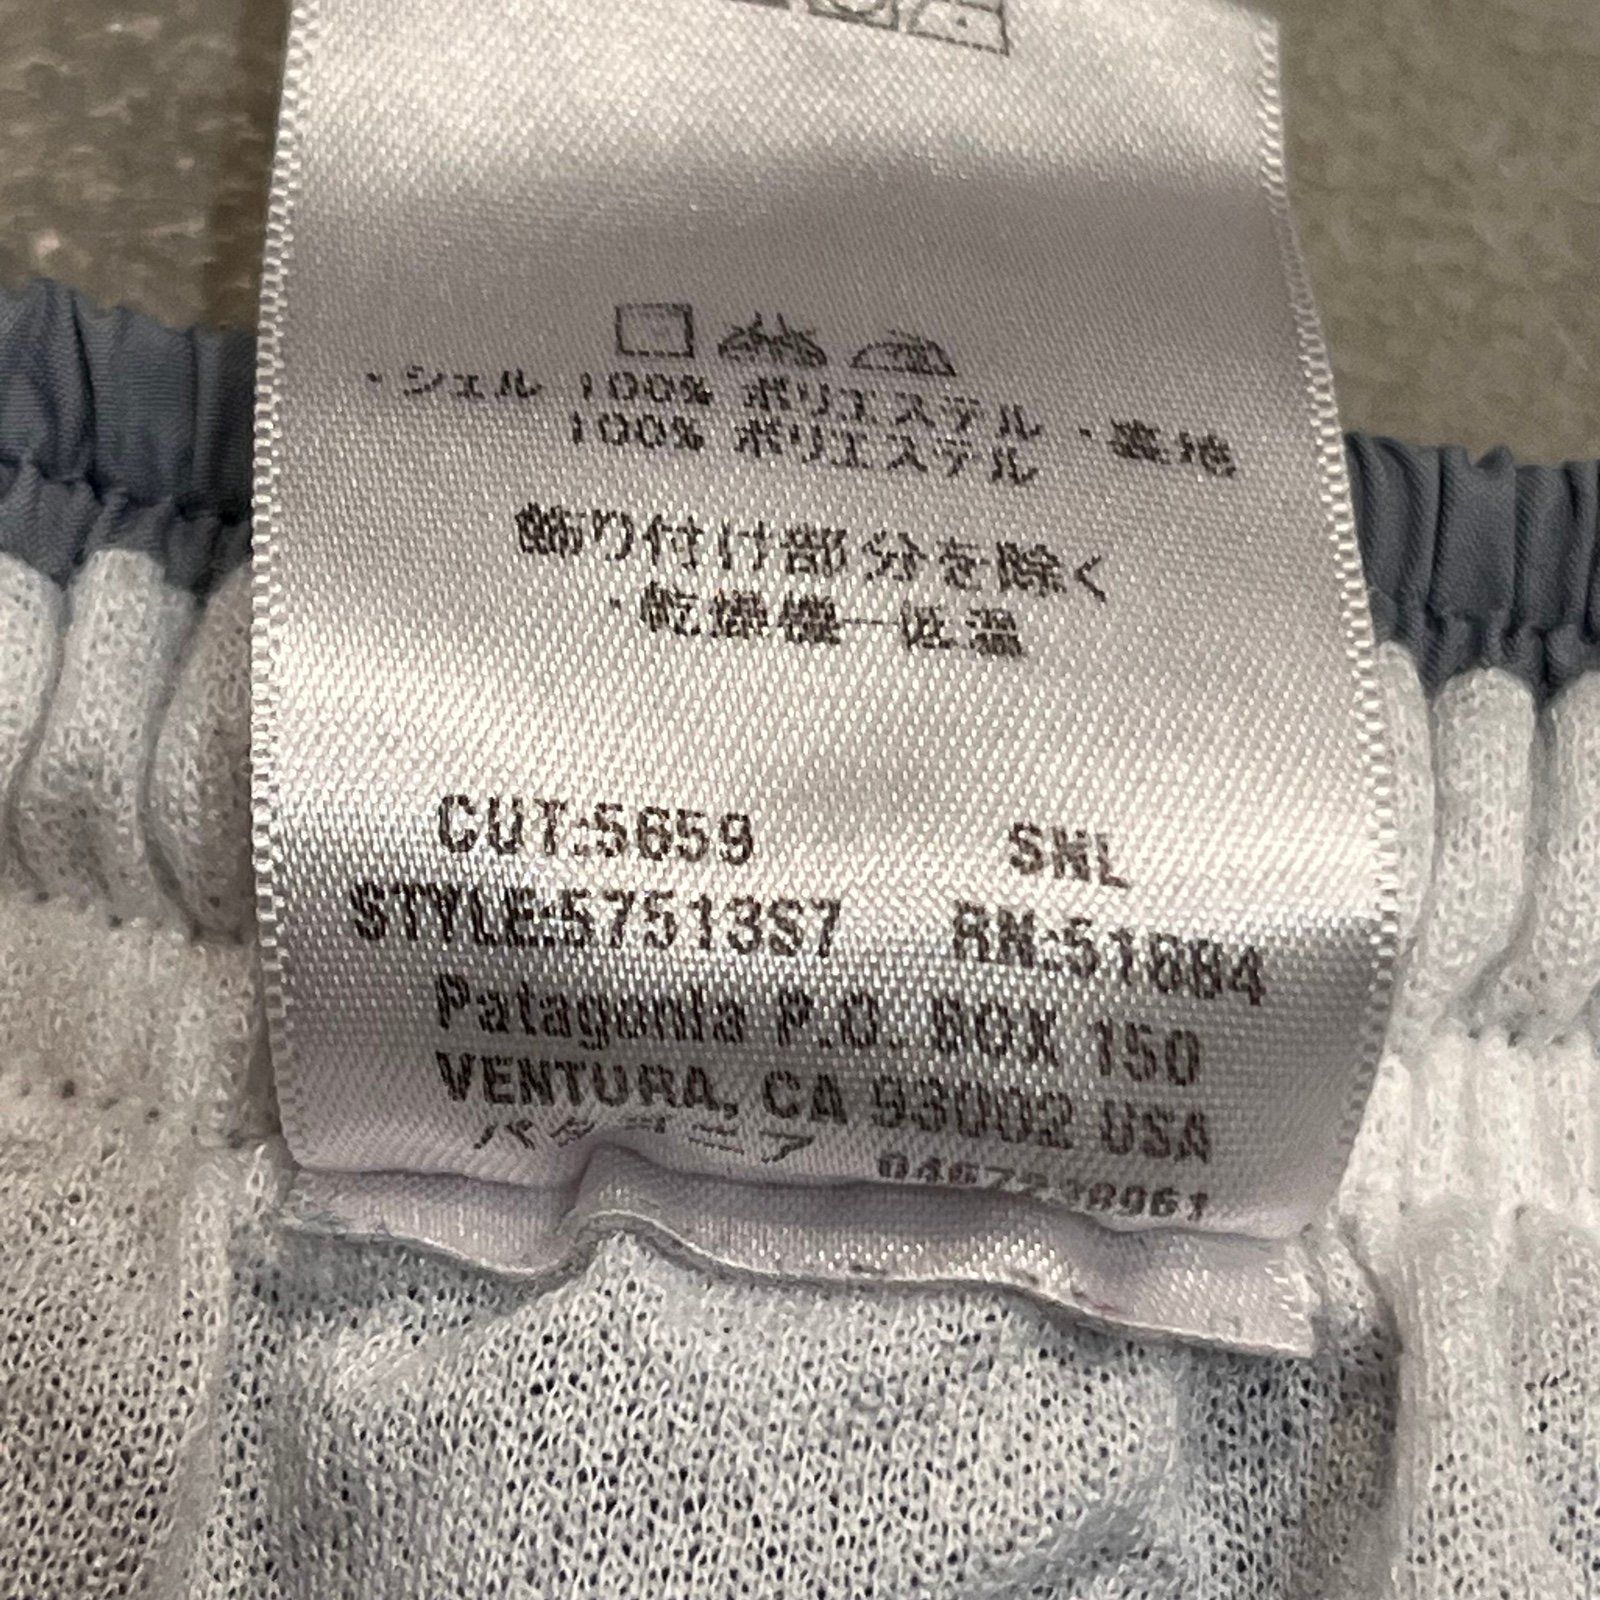 ・シェル 100% ポリエステル ・裏地
100% ポリエステル
飾り付け部分を除く
・乾燥機一低温
CUT:5659 SNL
STYLE:57513S7 RN:51884
Patagonia P.O. BOX 150
VENTURA, CA 93002 USA
パタゴニア